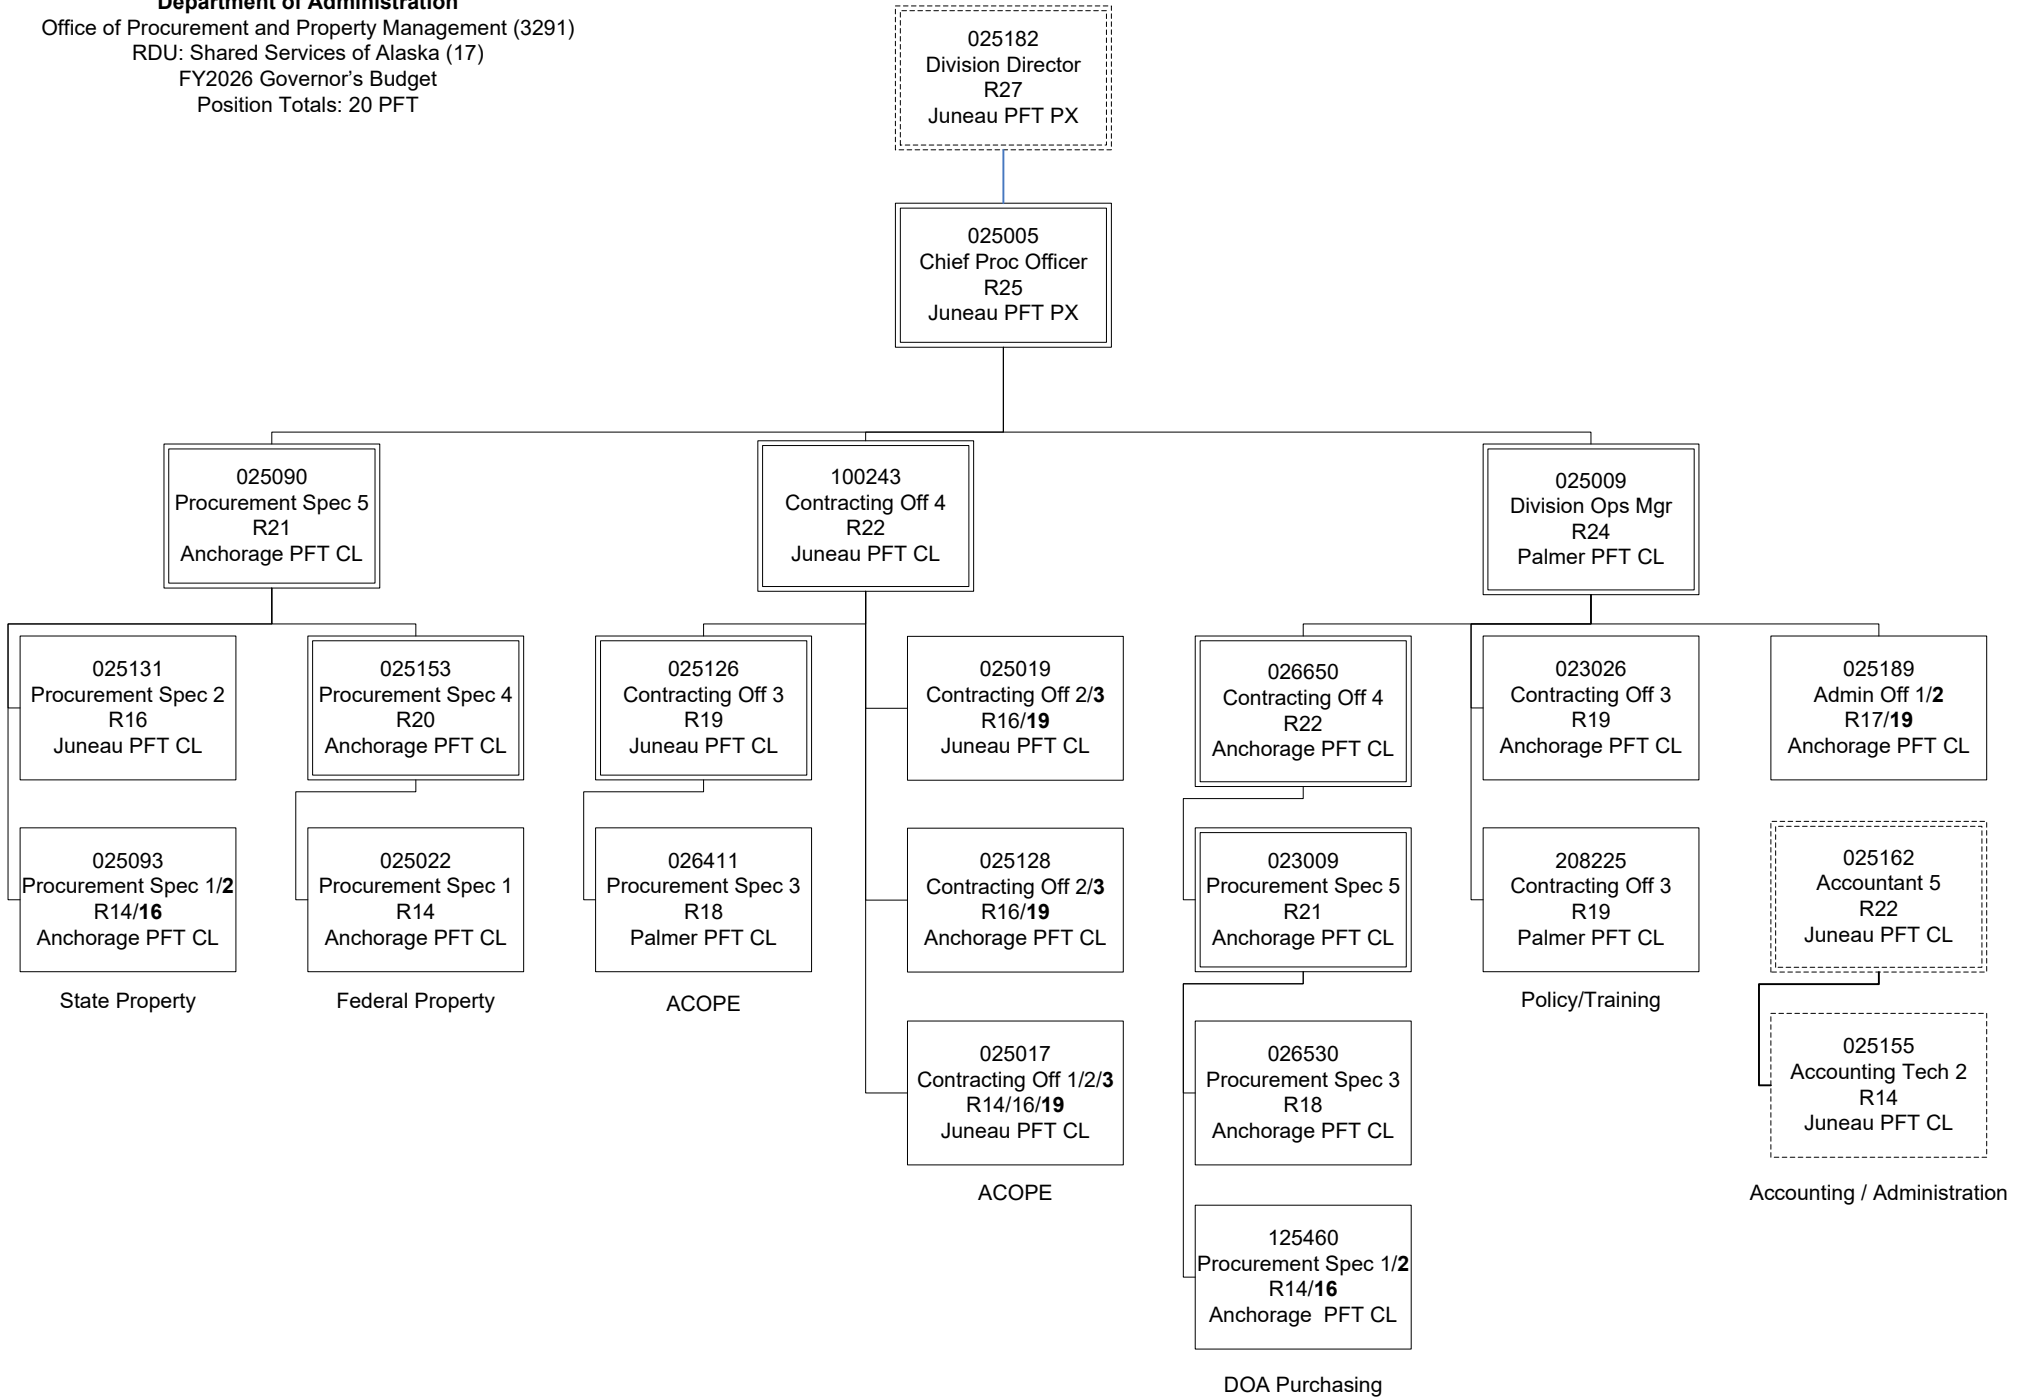 Department of Administration
Office of Procurement and Property Management (3291)
RDU: Shared Services of Alaska (17)
FY2026 Governor’s Budget
Position Totals: 20 PFT
025182
Division Director
R27
Juneau PFT PX
025005
Chief Proc Officer
R25
Juneau PFT PX
025090
Procurement Spec 5
R21
Anchorage PFT CL
100243
Contracting Off 4
R22
Juneau PFT CL
025009
Division Ops Mgr
R24
Palmer PFT CL
025131
Procurement Spec 2
R16
Juneau PFT CL
025153
Procurement Spec 4
R20
Anchorage PFT CL
025126
Contracting Off 3
R19
Juneau PFT CL
025019
Contracting Off 2/3
R16/19
Juneau PFT CL
026650
Contracting Off 4
R22
Anchorage PFT CL
023026
Contracting Off 3
R19
Anchorage PFT CL
025189
Admin Off 1/2
R17/19
Anchorage PFT CL
025093
Procurement Spec 1/2
R14/16
Anchorage PFT CL
025022
Procurement Spec 1
R14
Anchorage PFT CL
026411
Procurement Spec 3
R18
Palmer PFT CL
025128
Contracting Off 2/3
R16/19
Anchorage PFT CL
023009
Procurement Spec 5
R21
Anchorage PFT CL
208225
Contracting Off 3
R19
Palmer PFT CL
025162
Accountant 5
R22
Juneau PFT CL
State Property
Federal Property
ACOPE
Policy/Training
025017
Contracting Off 1/2/3
R14/16/19
Juneau PFT CL
026530
Procurement Spec 3
R18
Anchorage PFT CL
025155
Accounting Tech 2
R14
Juneau PFT CL
ACOPE
Accounting / Administration
125460
Procurement Spec 1/2
R14/16
Anchorage  PFT CL
DOA Purchasing